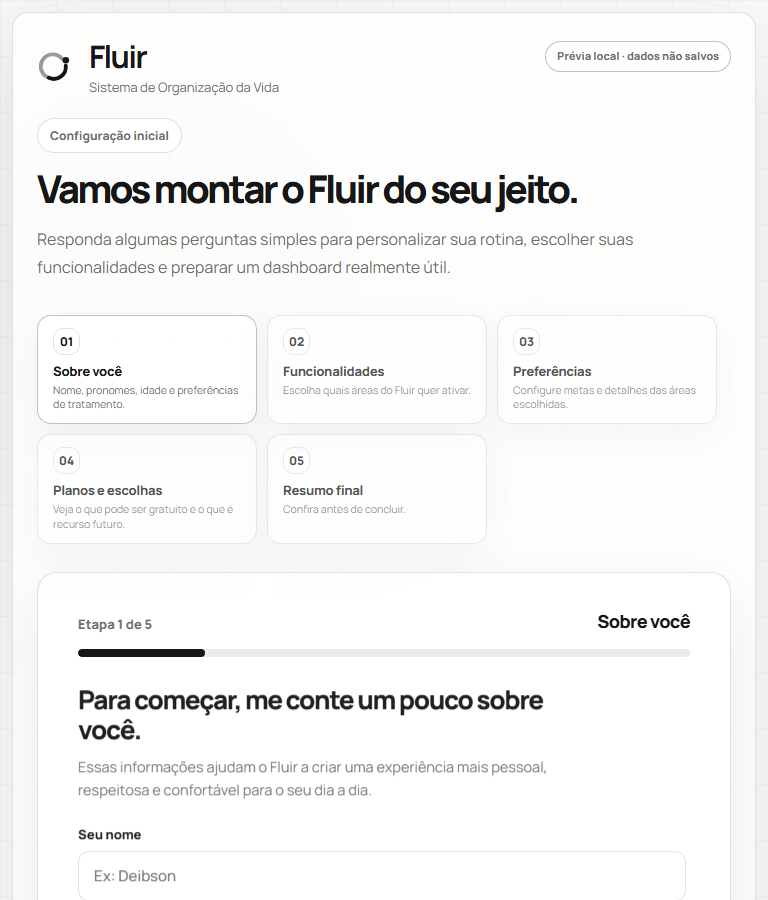 Fluir
Sistema de Organização da Vida
Prévia local · dados não salvos
Configuração inicial
Vamos montar o Fluir do seu jeito.
Responda algumas perguntas simples para personalizar sua rotina, escolher suas
funcionalidades e preparar um dashboard realmente útil.
01
Sobre você
Nome, pronomes, idade e preferências
de tratamento.
02
Funcionalidades
Escolha quais áreas do Fluir quer ativar.
03
Preferências
Configure metas e detalhes das áreas
escolhidas.
04
Planos e escolhas
Veja o que pode ser gratuito e o que é
recurso futuro.
05
Resumo final
Confira antes de concluir.
Etapa 1 de 5
Sobre você
Para começar, me conte um pouco sobre
você.
Essas informações ajudam o Fluir a criar uma experiência mais pessoal,
respeitosa e confortável para o seu dia a dia.
Seu nome
Ex: Deibson